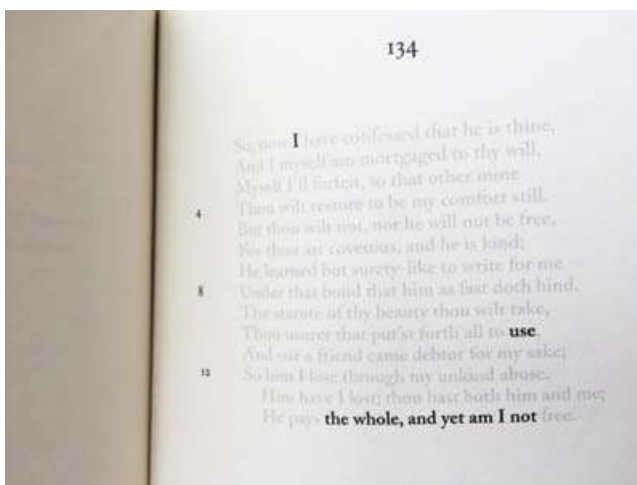 134
So, now I have confessed that he is thine,
And I myself am mortgaged to thy will,
Myself I'll forfeit, so that other mine
4 Thou wilt restore to be my comfort still.
But thou wilt not, nor he will not be free,
For thou art covetous, and he is kind;
He learned but surety-like to write for me
8 Under that bond that him as fast doth bind.
The statute of thy beauty thou wilt take,
Thou usurer that put'st forth all to use,
And sue a friend came debtor for my sake;
12 So him I lose through my unkind abuse.
Him have I lost; thou hast both him and me;
He pays the whole, and yet am I not free.